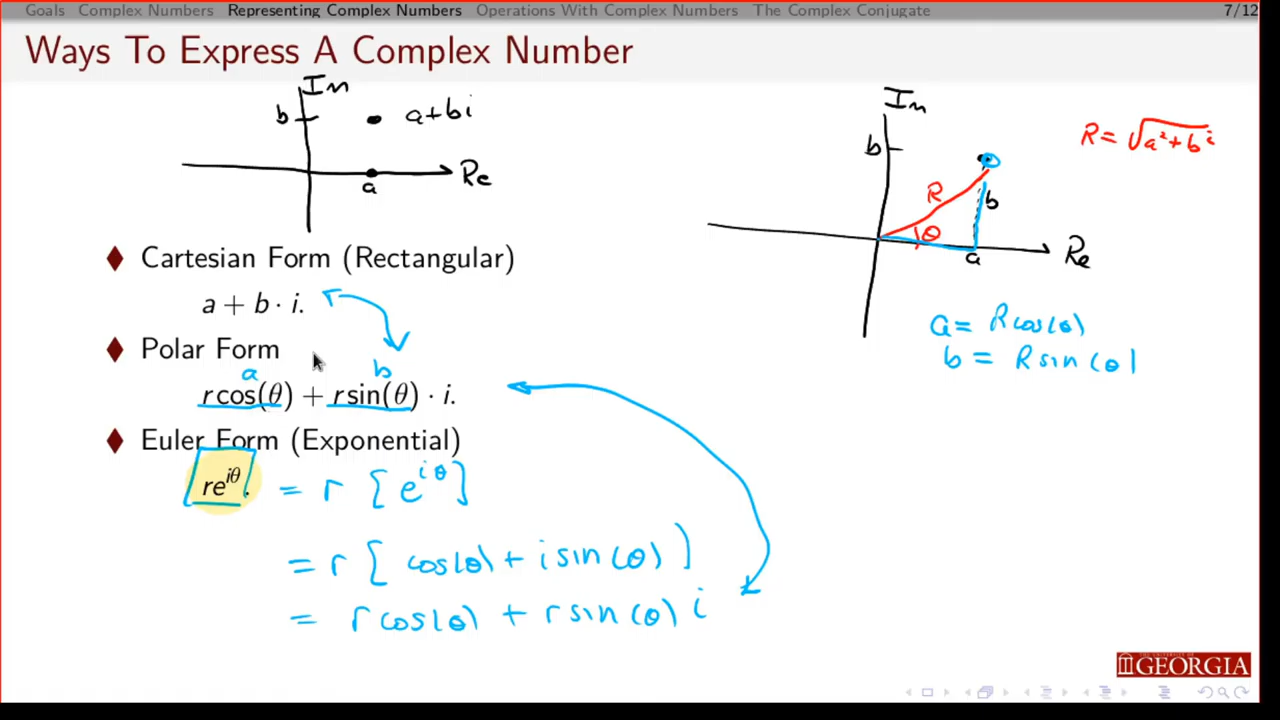 Goals Complex Numbers Representing Complex Numbers Operations With Complex Numbers The Complex Conjugate 7/12
Ways To Express A Complex Number
Im
b
a+bi
Re
a
Im
b
R
θ
b
a
Re
R = √a²+b²
a = Rcos(θ)
b = Rsin(θ)
♦ Cartesian Form (Rectangular)
a + b · i.
♦ Polar Form
a b
r cos(θ) + r sin(θ) · i.
♦ Euler Form (Exponential)
re^{iθ}. = r [e^{iθ}]
= r [cos(θ) + i sin(θ)]
= r cos(θ) + r sin(θ) i
GEORGIA